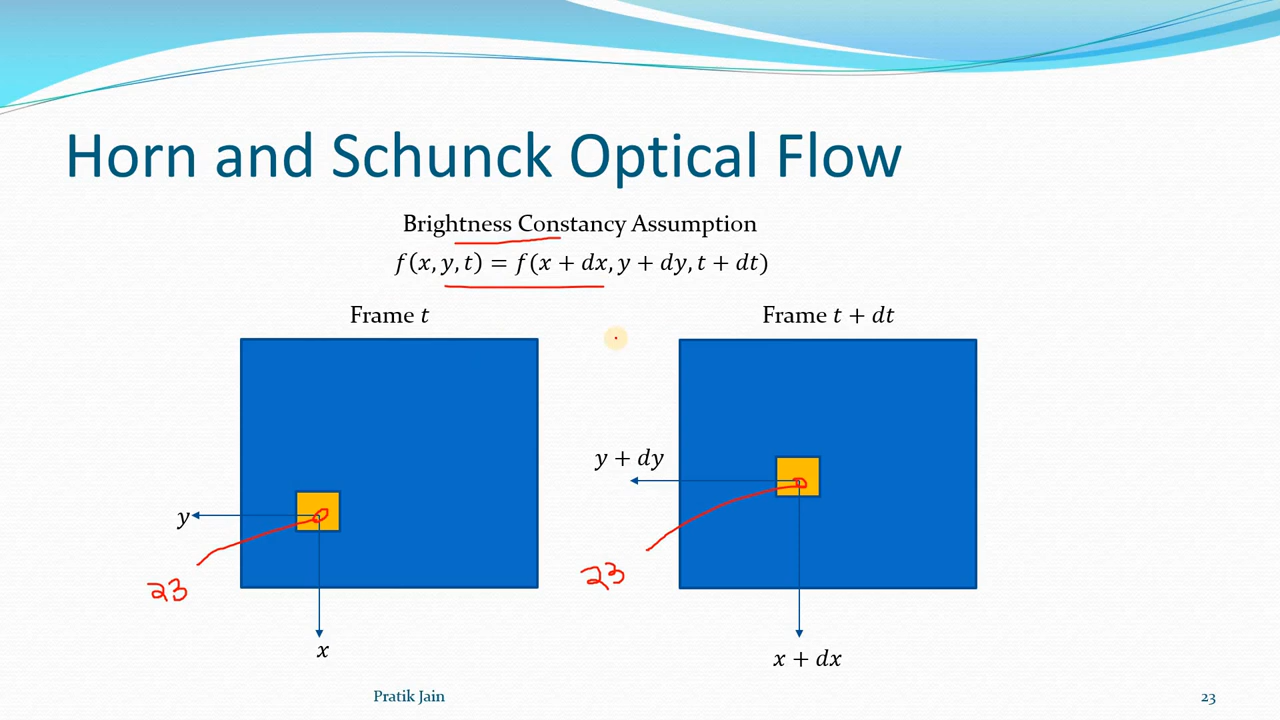 Horn and Schunck Optical Flow
Brightness Constancy Assumption
f(x, y, t) = f(x + dx, y + dy, t + dt)
Frame t
Frame t + dt
y + dy
y
23
23
x
x + dx
Pratik Jain
23